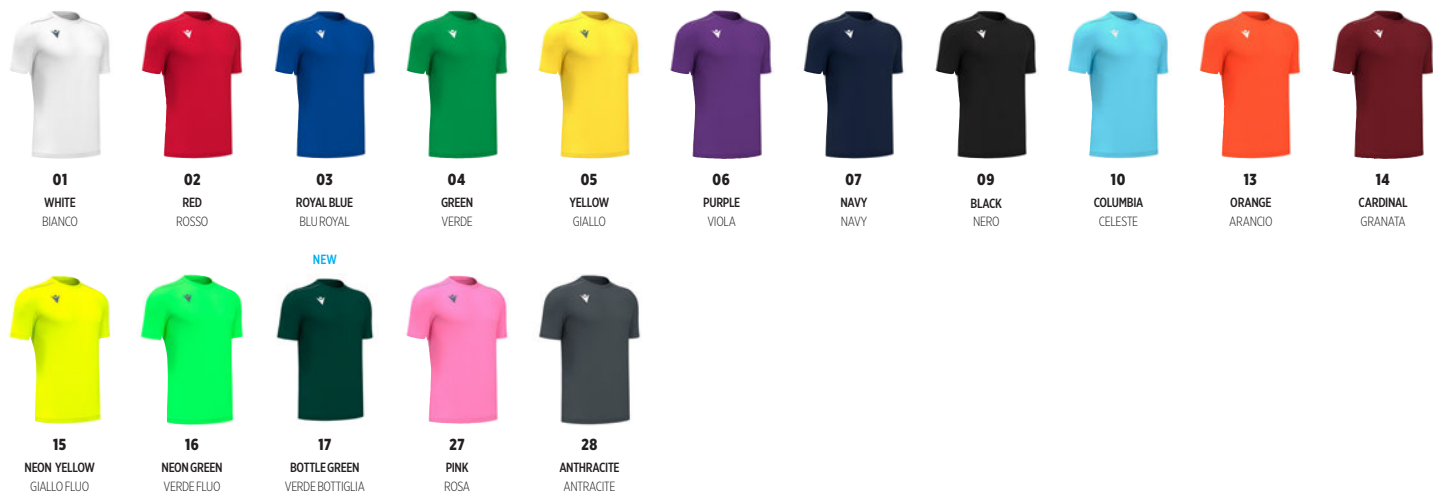 01 02 03 04 05 06 07 09 10 13 14
WHITE RED ROYAL BLUE GREEN YELLOW PURPLE NAVY BLACK COLUMBIA ORANGE CARDINAL
BIANCO ROSSO BLU ROYAL VERDE GIALLO VIOLA NAVY NERO CELESTE ARANCIO GRANATA
NEW
15 16 17 27 28
NEON YELLOW NEON GREEN BOTTLE GREEN PINK ANTHRACITE
GIALLO FLUO VERDE FLUO VERDE BOTTIGLIA ROSA ANTRACITE